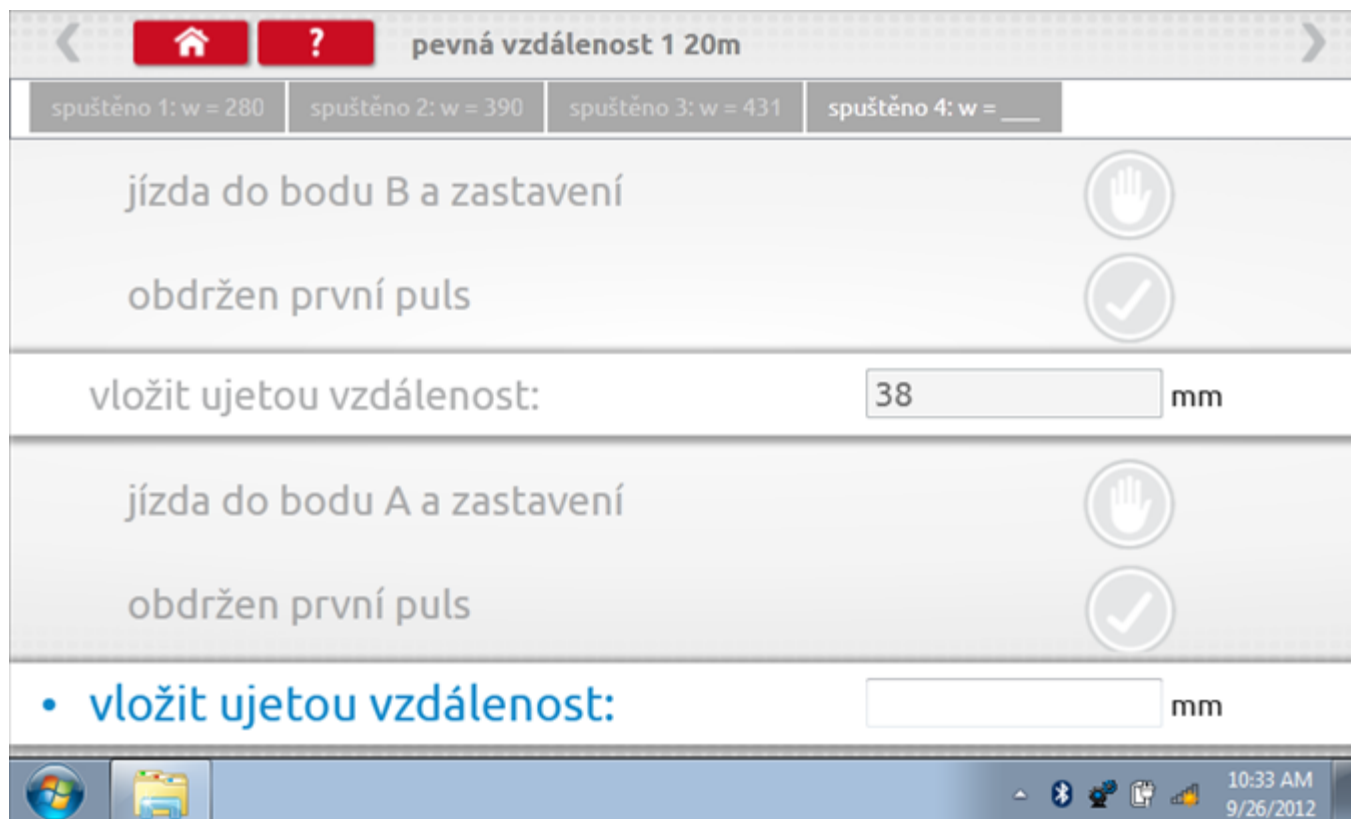 ? pevná vzdálenost 1 20m
spuštěno 1: w = 280 spuštěno 2: w = 390 spuštěno 3: w = 431 spuštěno 4: w = ___
jízda do bodu B a zastavení
obdržen první puls
vložit ujetou vzdálenost: 38 mm
jízda do bodu A a zastavení
obdržen první puls
• vložit ujetou vzdálenost: mm
10:33 AM
9/26/2012